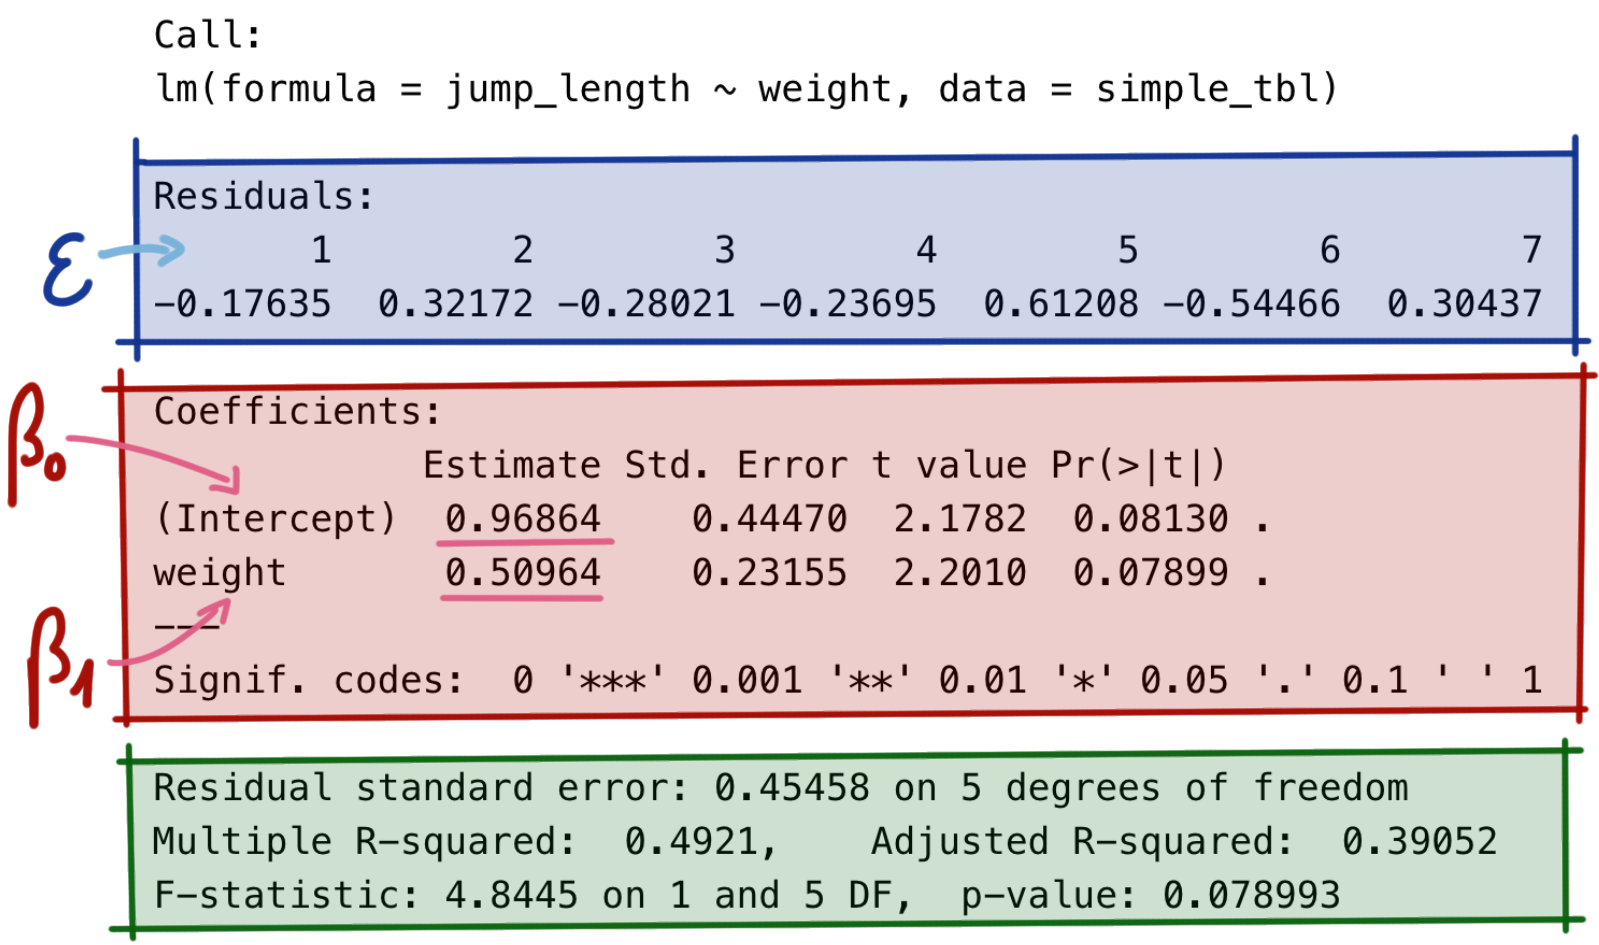 Call:
lm(formula = jump_length ~ weight, data = simple_tbl)
Residuals:
ε
1 2 3 4 5 6 7
−0.17635 0.32172 −0.28021 −0.23695 0.61208 −0.54466 0.30437
Coefficients:
β₀
Estimate Std. Error t value Pr(>|t|)
(Intercept) 0.96864 0.44470 2.1782 0.08130 .
weight 0.50964 0.23155 2.2010 0.07899 .
−−−
β₁
Signif. codes: 0 '***' 0.001 '**' 0.01 '*' 0.05 '.' 0.1 ' ' 1
Residual standard error: 0.45458 on 5 degrees of freedom
Multiple R−squared: 0.4921, Adjusted R−squared: 0.39052
F−statistic: 4.8445 on 1 and 5 DF, p−value: 0.078993